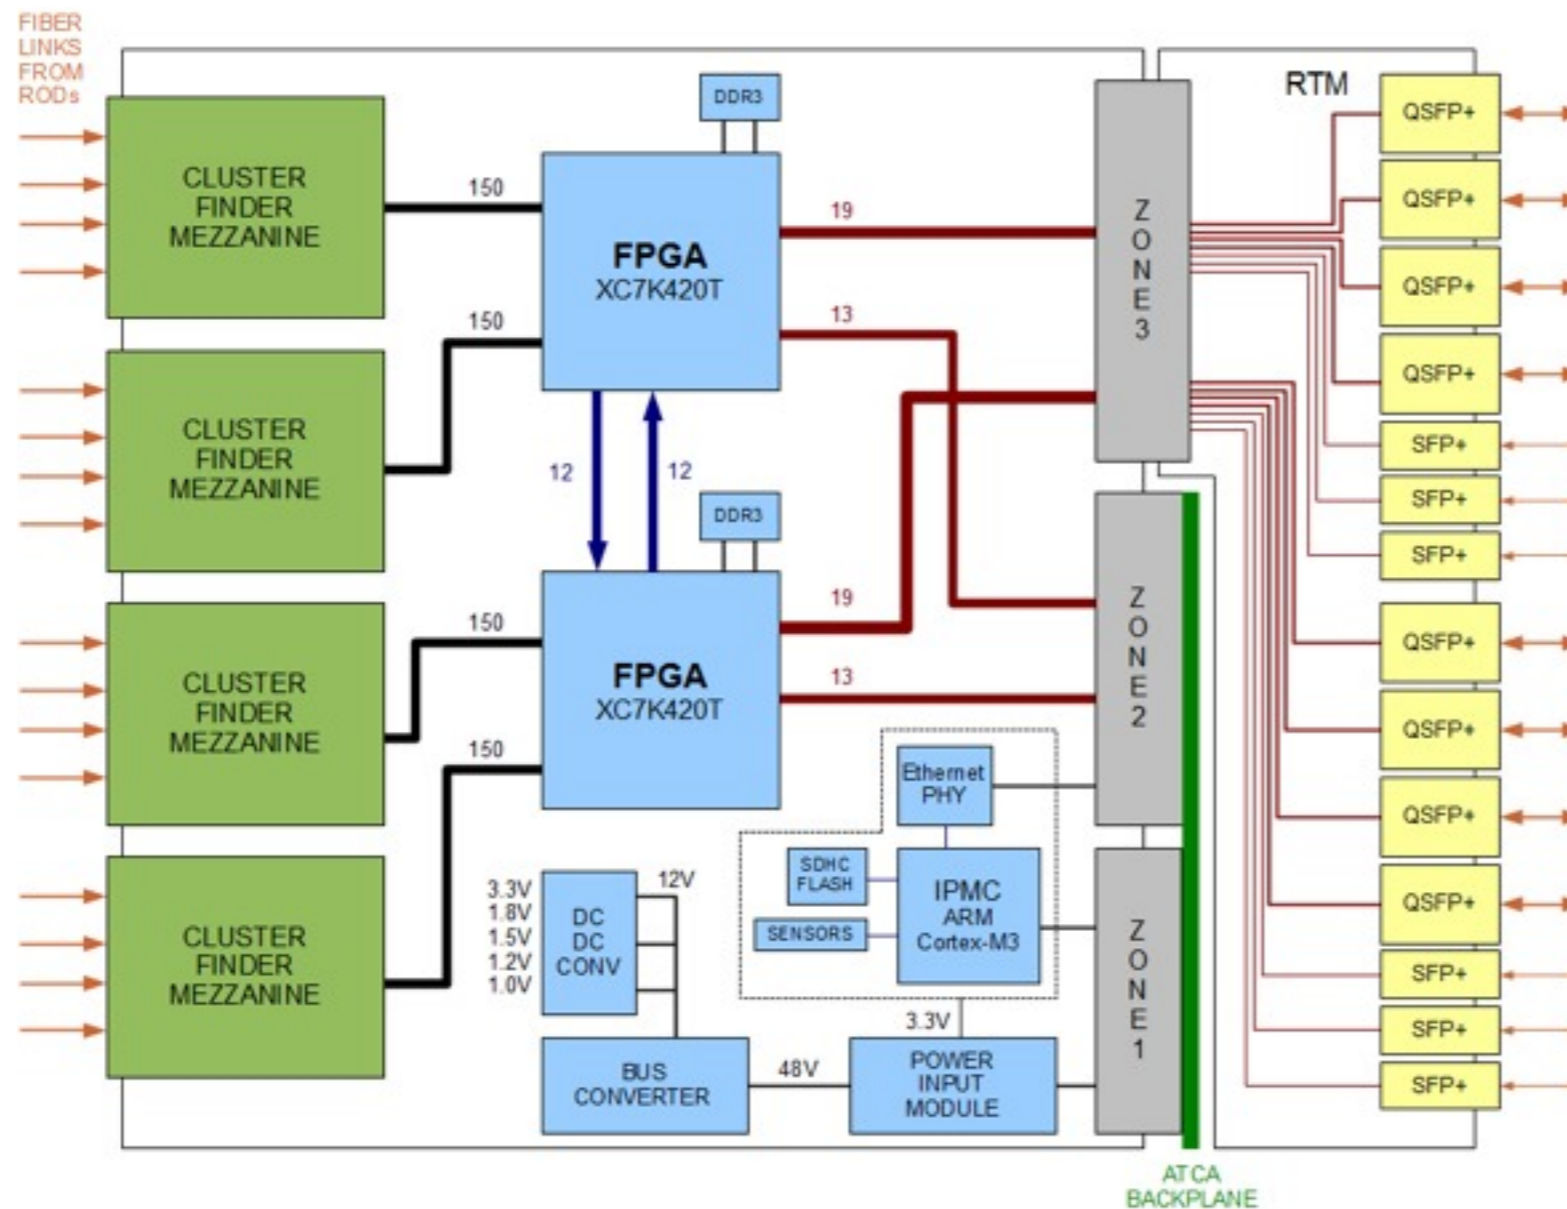 FIBER
LINKS
FROM
RODs
CLUSTER
FINDER
MEZZANINE
CLUSTER
FINDER
MEZZANINE
CLUSTER
FINDER
MEZZANINE
CLUSTER
FINDER
MEZZANINE
150
150
150
150
DDR3
FPGA
XC7K420T
12
12
DDR3
FPGA
XC7K420T
19
13
19
13
Ethernet
PHY
SDHC
FLASH
SENSORS
IPMC
ARM
Cortex-M3
3.3V
1.8V
1.5V
1.2V
1.0V
DC
DC
CONV
12V
BUS
CONVERTER
48V
3.3V
POWER
INPUT
MODULE
ZONE3
ZONE2
ZONE1
ATCA
BACKPLANE
RTM
QSFP+
QSFP+
QSFP+
QSFP+
SFP+
SFP+
SFP+
QSFP+
QSFP+
QSFP+
QSFP+
SFP+
SFP+
SFP+